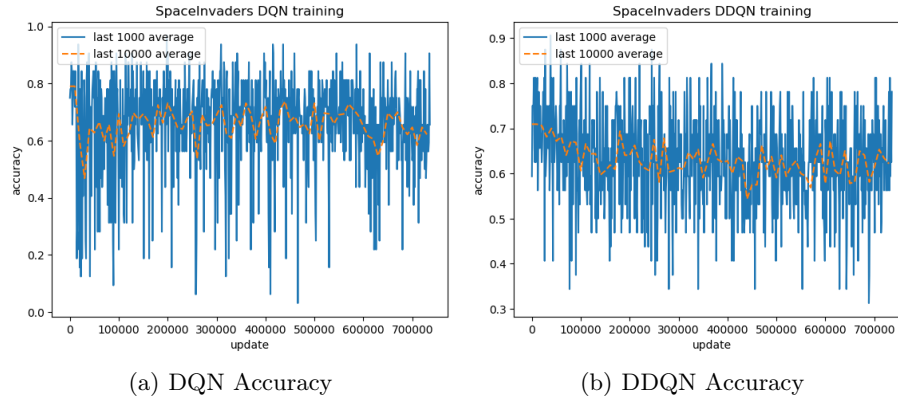 SpaceInvaders DQN training
last 1000 average
last 10000 average
1.0
0.8
0.6
0.4
0.2
0.0
accuracy
0
100000
200000
300000
400000
500000
600000
700000
update
(a) DQN Accuracy
SpaceInvaders DDQN training
last 1000 average
last 10000 average
0.9
0.8
0.7
0.6
0.5
0.4
0.3
accuracy
0
100000
200000
300000
400000
500000
600000
700000
update
(b) DDQN Accuracy